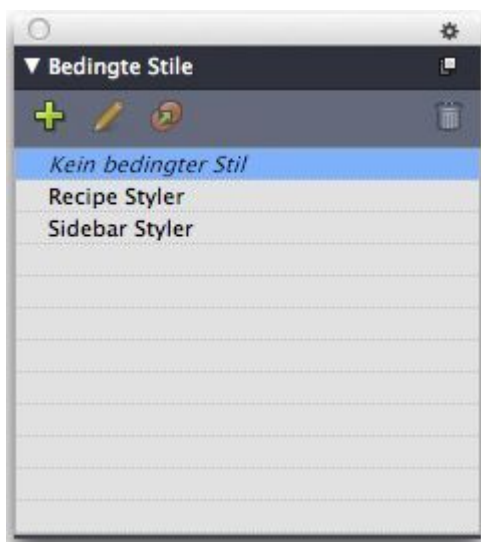 Bedingte Stile
Kein bedingter Stil
Recipe Styler
Sidebar Styler